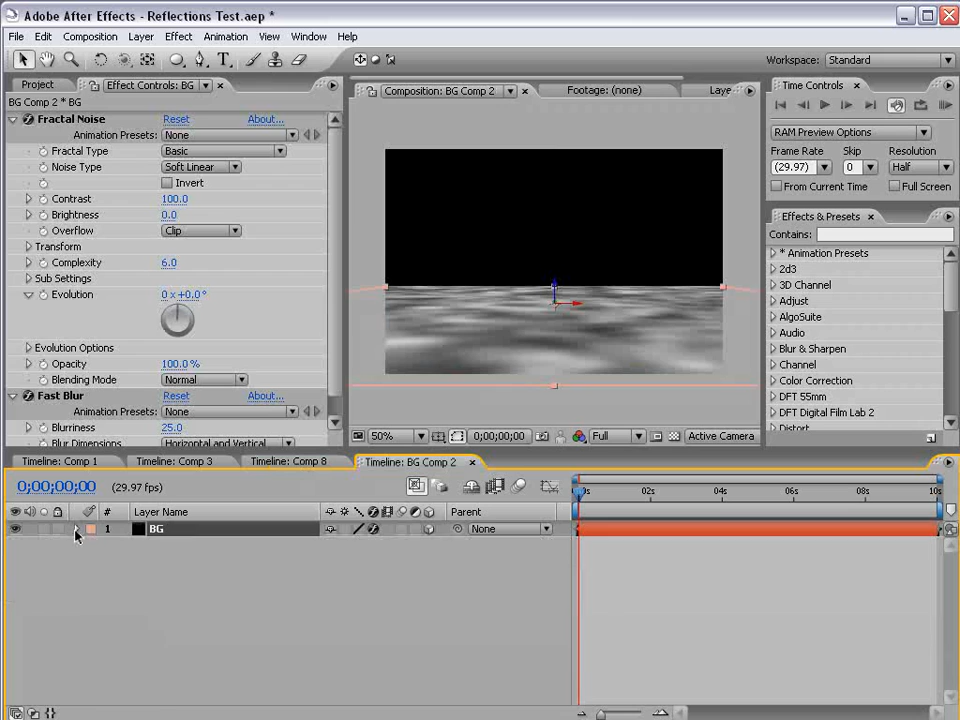 Adobe After Effects - Reflections Test.aep *
File Edit Composition Layer Effect Animation View Window Help
Workspace: Standard
Project Effect Controls: BG
BG Comp 2 * BG
Fractal Noise Reset About...
Animation Presets: None
Fractal Type Basic
Noise Type Soft Linear
Invert
Contrast 100.0
Brightness 0.0
Overflow Clip
Transform
Complexity 6.0
Sub Settings
Evolution 0 x +0.0 °
Evolution Options
Opacity 100.0 %
Blending Mode Normal
Fast Blur Reset About...
Animation Presets: None
Blurriness 25.0
Blur Dimensions Horizontal and Vertical
Composition: BG Comp 2 Footage: (none) Laye
50% 0;00;00;00 Full Active Camera
Time Controls
RAM Preview Options
Frame Rate Skip Resolution
(29.97) 0 Half
From Current Time Full Screen
Effects & Presets
Contains:
* Animation Presets
2d3
3D Channel
Adjust
AlgoSuite
Audio
Blur & Sharpen
Channel
Color Correction
DFT 55mm
DFT Digital Film Lab 2
Distort
Timeline: Comp 1 Timeline: Comp 3 Timeline: Comp 8 Timeline: BG Comp 2
0;00;00;00 (29.97 fps)
02s 04s 06s 08s 10s
# Layer Name Parent
1 BG None